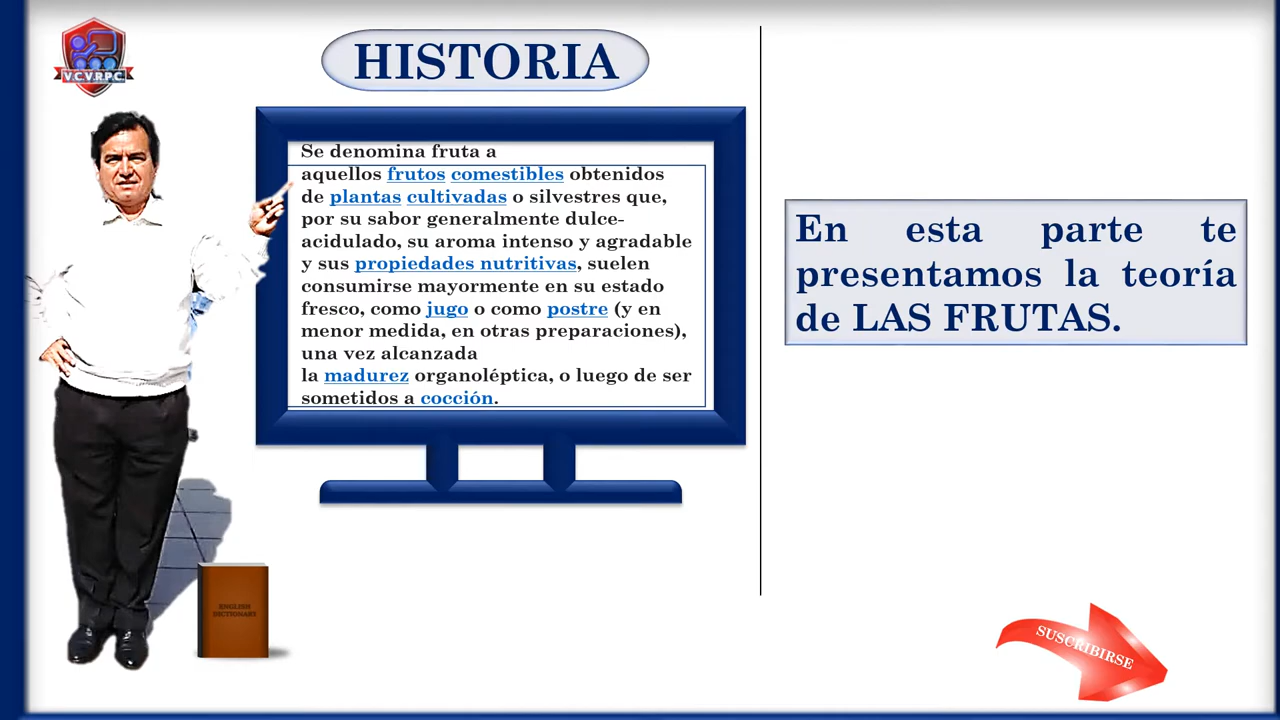 V.C.V.R.P.C.
HISTORIA
Se denomina fruta a
aquellos frutos comestibles obtenidos
de plantas cultivadas o silvestres que,
por su sabor generalmente dulce-
acidulado, su aroma intenso y agradable
y sus propiedades nutritivas, suelen
consumirse mayormente en su estado
fresco, como jugo o como postre (y en
menor medida, en otras preparaciones),
una vez alcanzada
la madurez organoléptica, o luego de ser
sometidos a cocción.
En esta parte te
presentamos la teoría
de LAS FRUTAS.
ENGLISH
DICTIONARY
SUSCRIBIRSE